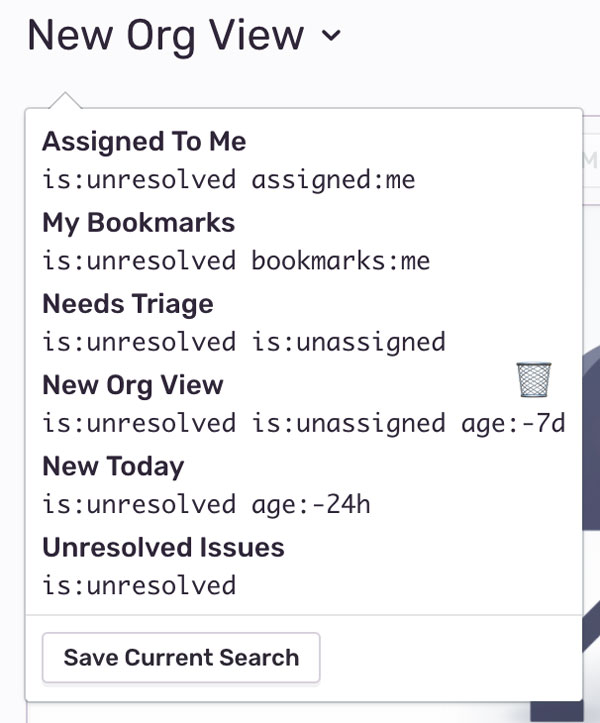 New Org View
Assigned To Me
is:unresolved assigned:me
My Bookmarks
is:unresolved bookmarks:me
Needs Triage
is:unresolved is:unassigned
New Org View
is:unresolved is:unassigned age:-7d
New Today
is:unresolved age:-24h
Unresolved Issues
is:unresolved
Save Current Search